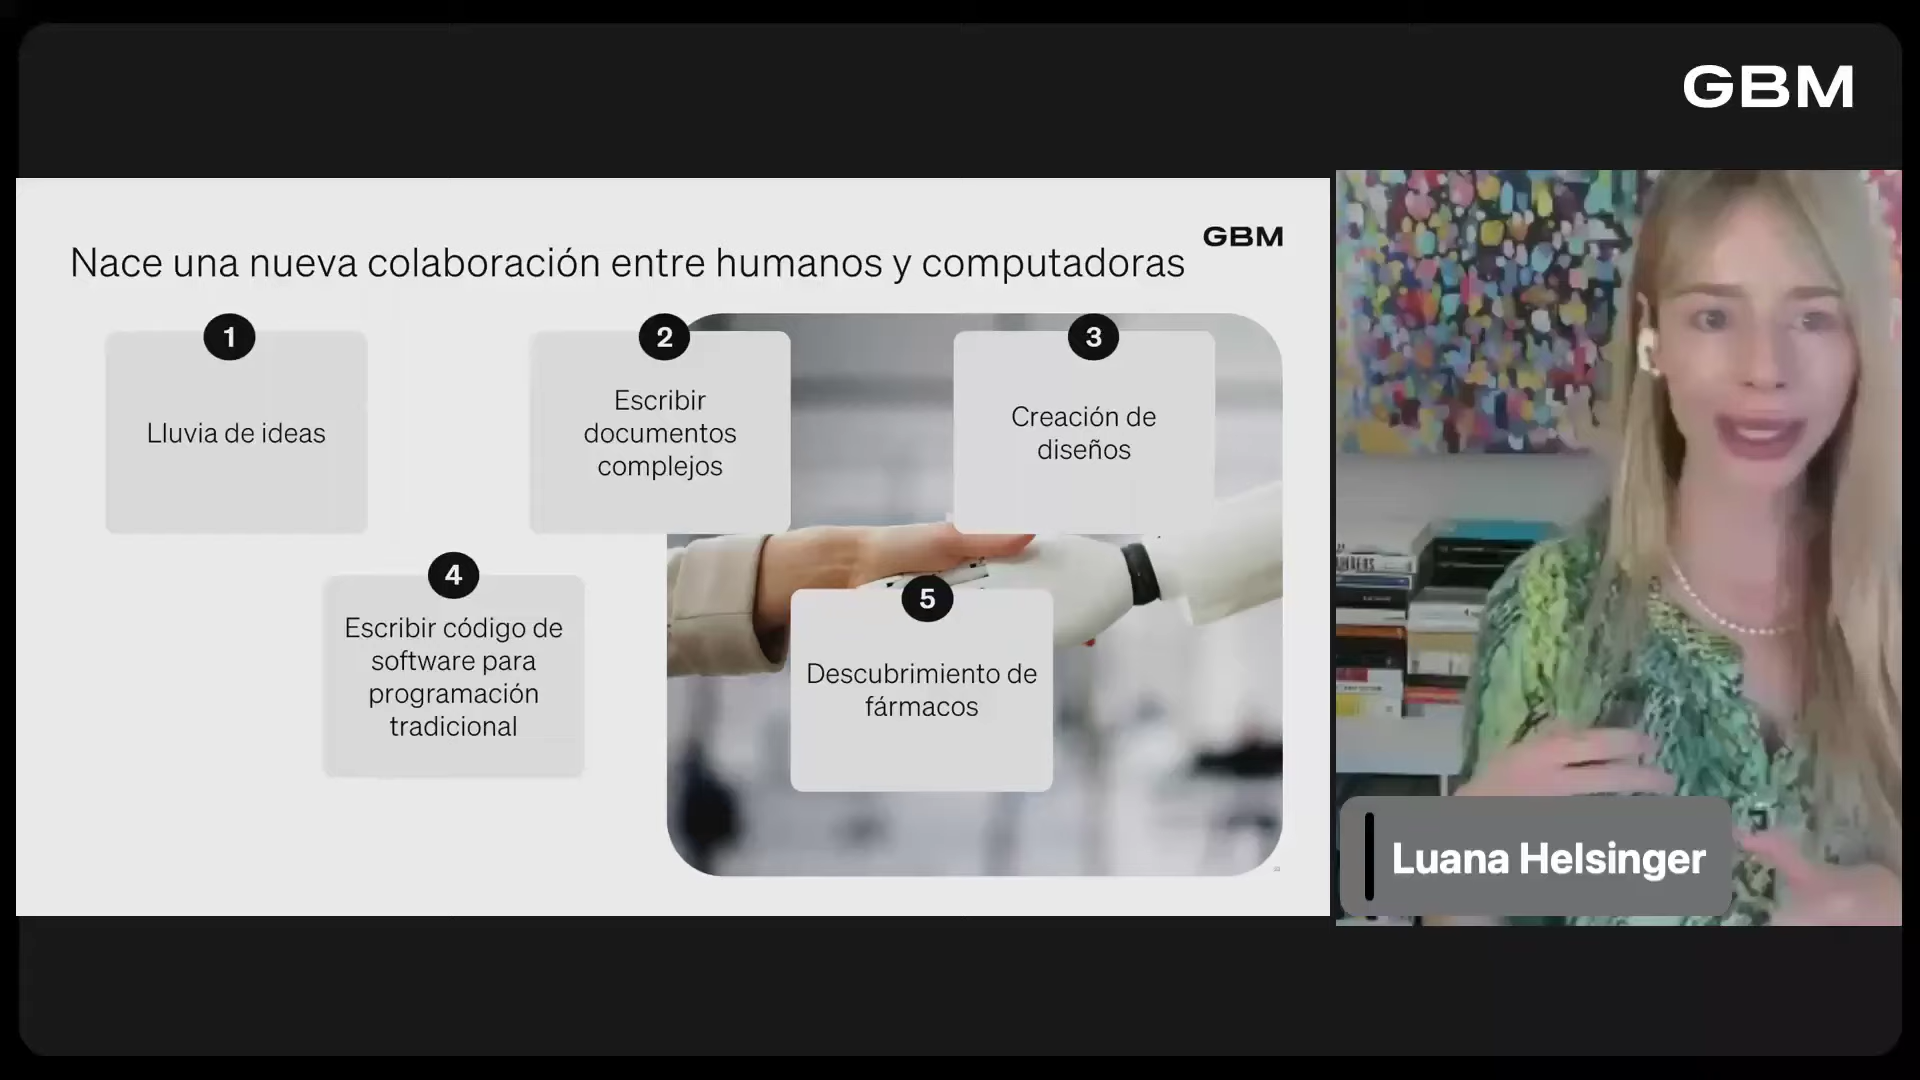 GBM
GBM
Nace una nueva colaboración entre humanos y computadoras
1
Lluvia de ideas
2
Escribir
documentos
complejos
3
Creación de
diseños
4
Escribir código de
software para
programación
tradicional
5
Descubrimiento de
fármacos
Luana Helsinger